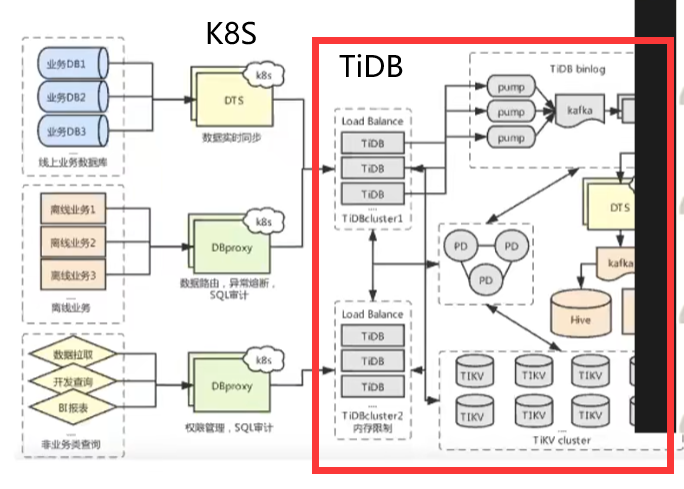 K8S
TiDB
业务DB1
业务DB2
业务DB3
...
线上业务数据库
k8s
DTS
数据实时同步
离线业务1
离线业务2
离线业务3
...
离线业务
k8s
DBproxy
数据路由，异常熔断，
SQL审计
数据拉取
开发查询
BI报表
...
非业务类查询
k8s
DBproxy
权限管理，SQL审计
Load Balance
TiDB
TiDB
TiDB
....
TiDBcluster1
Load Balance
TiDB
TiDB
TiDB
....
TiDBcluster2
内存限制
TiDB binlog
pump
pump
pump
kafka
PD
PD
PD
DTS
kafka
Hive
TIKV
TIKV
TIKV
TIKV
TIKV
TIKV
....
TiKV cluster